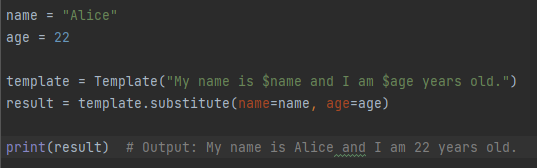 name = "Alice"
age = 22
template = Template("My name is $name and I am $age years old.")
result = template.substitute(name=name, age=age)
print(result)  # Output: My name is Alice and I am 22 years old.